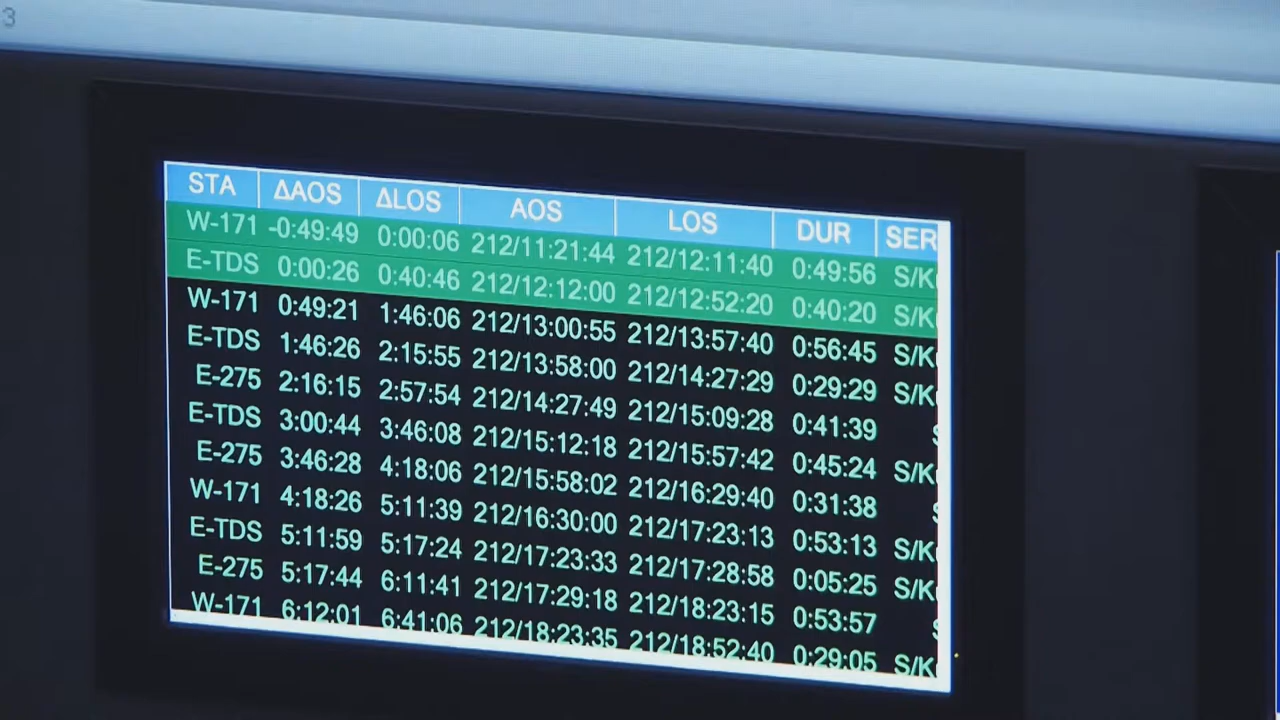 3
STA ΔAOS ΔLOS AOS LOS DUR SER
W-171 -0:49:49 0:00:06 212/11:21:44 212/12:11:40 0:49:56 S/K
E-TDS 0:00:26 0:40:46 212/12:12:00 212/12:52:20 0:40:20 S/K
W-171 0:49:21 1:46:06 212/13:00:55 212/13:57:40 0:56:45 S/K
E-TDS 1:46:26 2:15:55 212/13:58:00 212/14:27:29 0:29:29 S/K
E-275 2:16:15 2:57:54 212/14:27:49 212/15:09:28 0:41:39 S
E-TDS 3:00:44 3:46:08 212/15:12:18 212/15:57:42 0:45:24 S/K
E-275 3:46:28 4:18:06 212/15:58:02 212/16:29:40 0:31:38 S
W-171 4:18:26 5:11:39 212/16:30:00 212/17:23:13 0:53:13 S/K
E-TDS 5:11:59 5:17:24 212/17:23:33 212/17:28:58 0:05:25 S/K
E-275 5:17:44 6:11:41 212/17:29:18 212/18:23:15 0:53:57 S
W-171 6:12:01 6:41:06 212/18:23:35 212/18:52:40 0:29:05 S/K